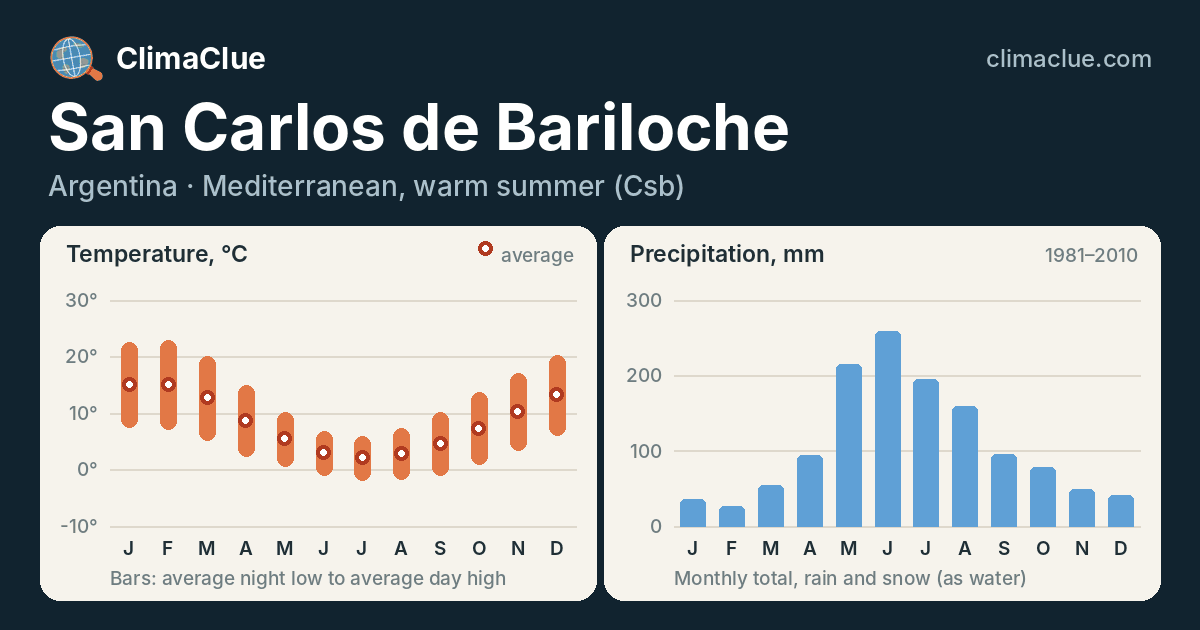 ClimaClue
climaclue.com
San Carlos de Bariloche
Argentina · Mediterranean, warm summer (Csb)
Temperature, °C
average
30°
20°
10°
0°
-10°
J F M A M J J A S O N D
Bars: average night low to average day high
Precipitation, mm
1981–2010
300
200
100
0
J F M A M J J A S O N D
Monthly total, rain and snow (as water)